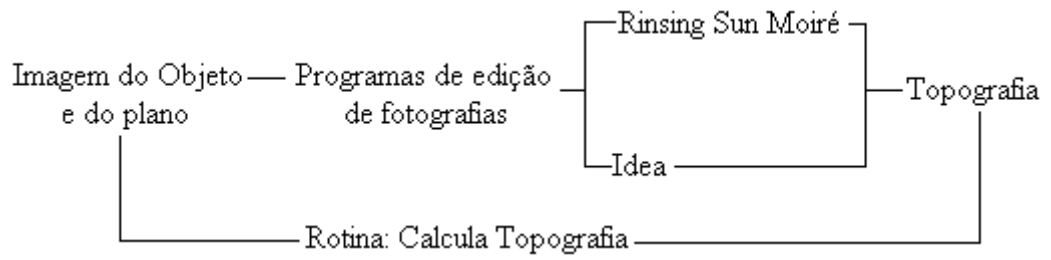 Rinsing Sun Moiré
Imagem do Objeto
e do plano
Programas de edição
de fotografias
Topografia
Idea
Rotina: Calcula Topografia